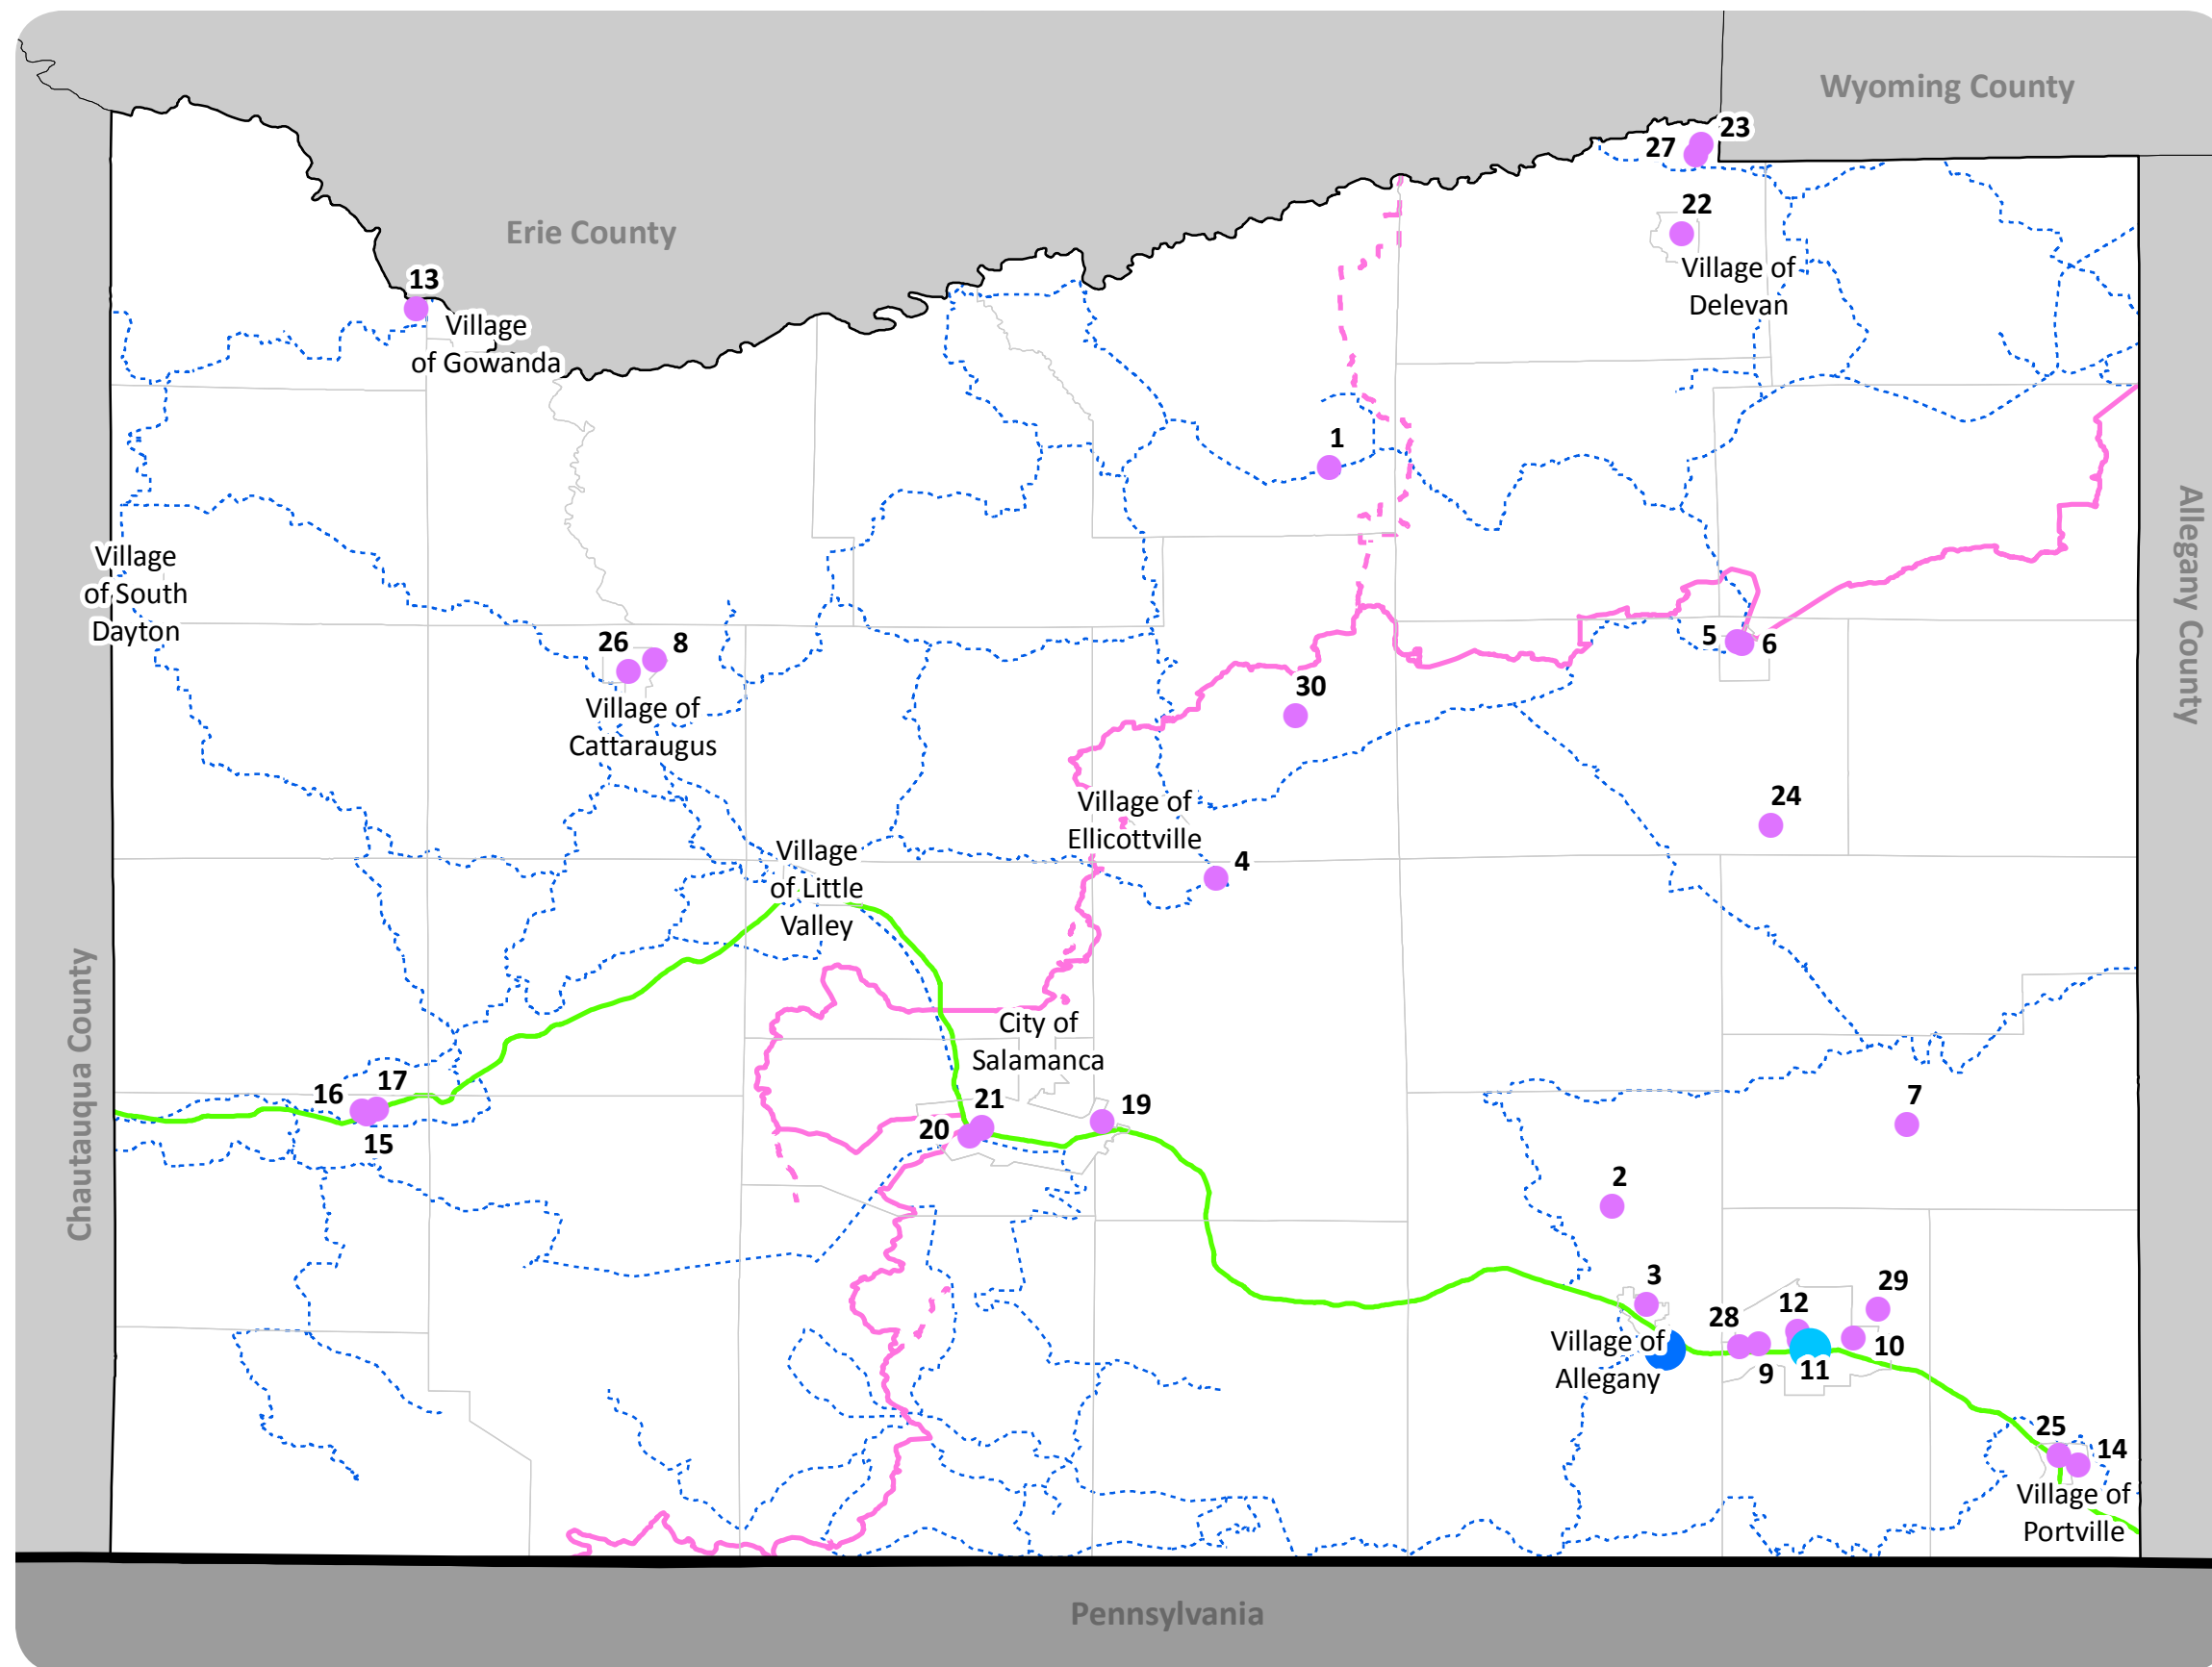 Wyoming County
23
27
22
Erie County
Village of
Delevan
13
Village
of Gowanda
1
Allegany County
Village
of South
Dayton
26
8
5
6
30
Village of
Cattaraugus
24
Village of
Ellicottville
4
Village
of Little
Valley
Chautauqua County
City of
Salamanca
16
17
15
21
20
19
7
2
3
29
12
28
10
9
11
Village of
Allegany
25
14
Village of
Portville
Pennsylvania